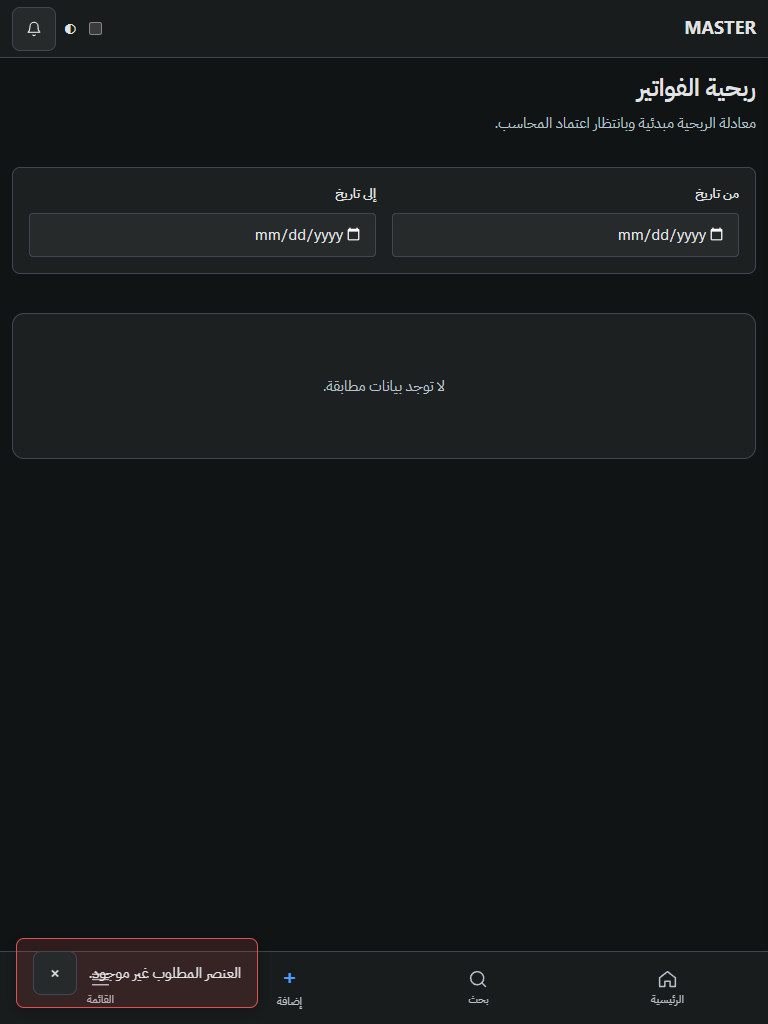 MASTER
ربحية الفواتير
معادلة الربحية مبدئية وبانتظار اعتماد المحاسب.
من تاريخ
mm/dd/yyyy
إلى تاريخ
mm/dd/yyyy
لا توجد بيانات مطابقة.
الرئيسية
بحث
+
إضافة
العنصر المطلوب غير موجود.
×
القائمة